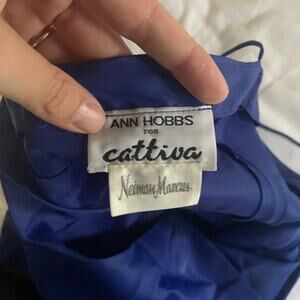 ANN HOBBS
FOR
cattiva
Neiman Marcus